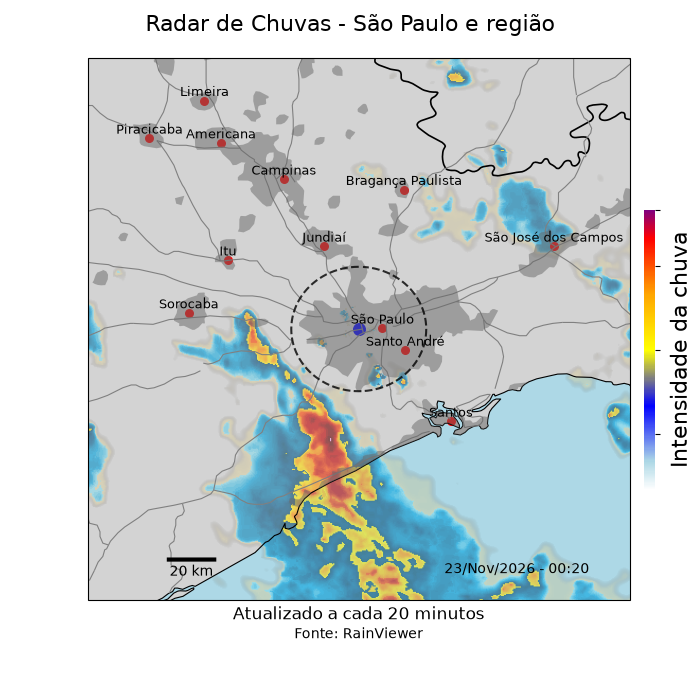 Radar de Chuvas - São Paulo e região
Limeira
Piracicaba
Americana
Campinas
Bragança Paulista
São José dos Campos
Jundiaí
Itu
Sorocaba
São Paulo
Santo André
Santos
Intensidade da chuva
23/Nov/2026 - 00:20
20 km
Atualizado a cada 20 minutos
Fonte: RainViewer